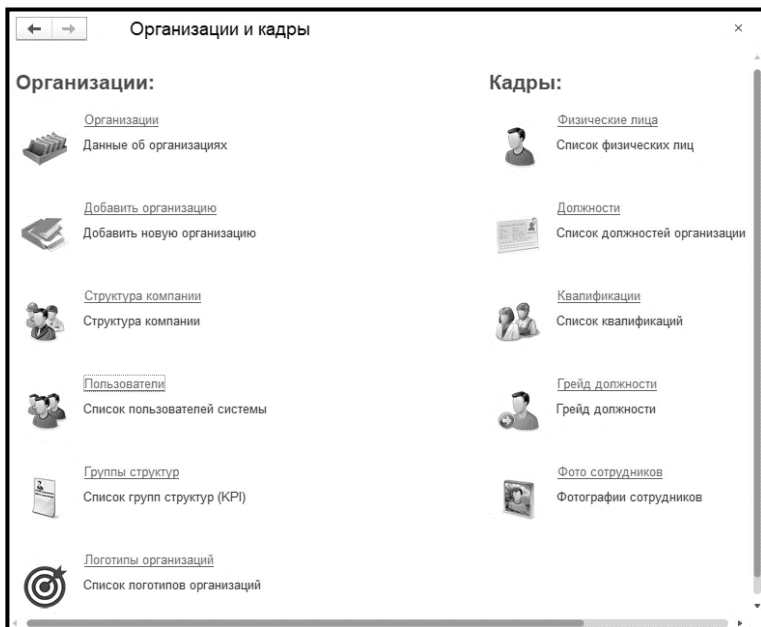 Организации и кадры
Организации:
Организации
Данные об организациях
Добавить организацию
Добавить новую организацию
Структура компании
Структура компании
Пользователи
Список пользователей системы
Группы структур
Список групп структур (KPI)
Логотипы организаций
Список логотипов организаций
Кадры:
Физические лица
Список физических лиц
Должности
Список должностей организации
Квалификации
Список квалификаций
Грейд должности
Грейд должности
Фото сотрудников
Фотографии сотрудников